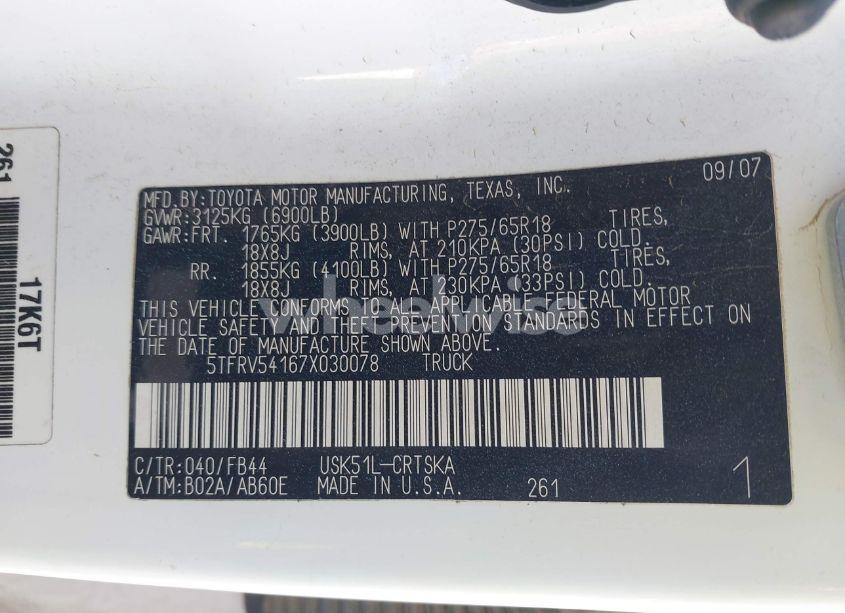 MFD.BY:TOYOTA MOTOR MANUFACTURING, TEXAS, INC. 09/07
GVWR:3125KG (6900LB)
GAWR:FRT. 1765KG (3900LB) WITH P275/65R18 TIRES,
18X8J RIMS, AT 210KPA (30PSI) COLD.
RR. 1855KG (4100LB) WITH P275/65R18 TIRES,
18X8J RIMS, AT 230KPA (33PSI) COLD.
THIS VEHICLE CONFORMS TO ALL APPLICABLE FEDERAL MOTOR
VEHICLE SAFETY AND THEFT PREVENTION STANDARDS IN EFFECT ON
THE DATE OF MANUFACTURE SHOWN ABOVE.
5TFRV54167X030078 TRUCK
C/TR:040/FB44 USK51L-CRTSKA
A/TM:B02A/AB60E MADE IN U.S.A. 261 1
261
17K6T
wheelwise